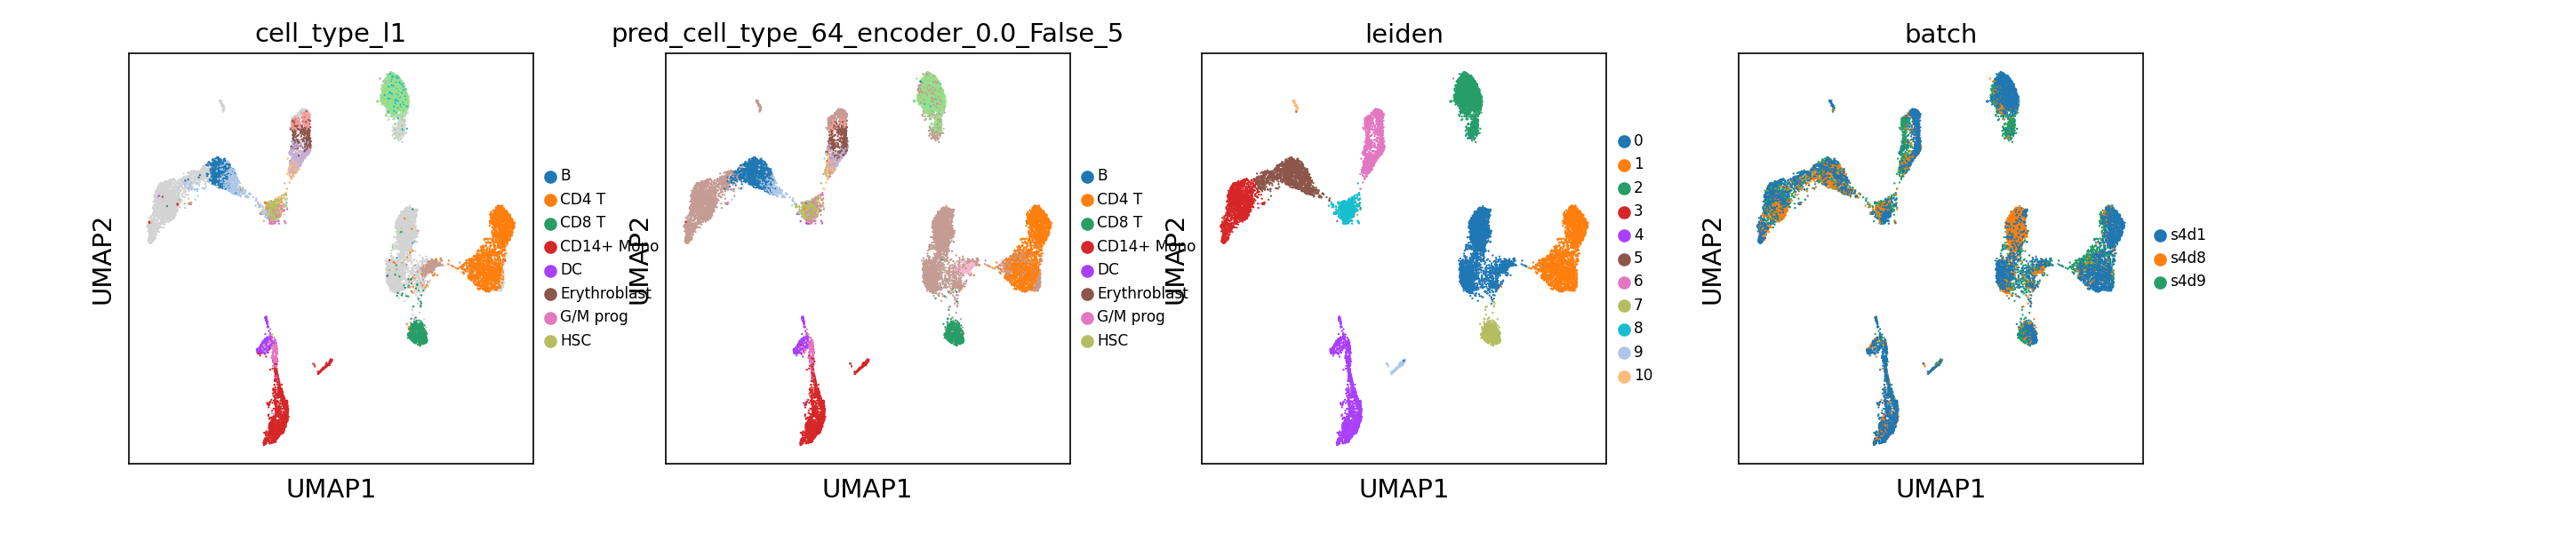 cell_type_l1
UMAP2
UMAP1
B
CD4 T
CD8 T
CD14+ Mono
DC
Erythroblast
G/M prog
HSC
pred_cell_type_64_encoder_0.0_False_5
UMAP2
UMAP1
B
CD4 T
CD8 T
CD14+ Mono
DC
Erythroblast
G/M prog
HSC
leiden
UMAP2
UMAP1
0
1
2
3
4
5
6
7
8
9
10
batch
UMAP2
UMAP1
s4d1
s4d8
s4d9